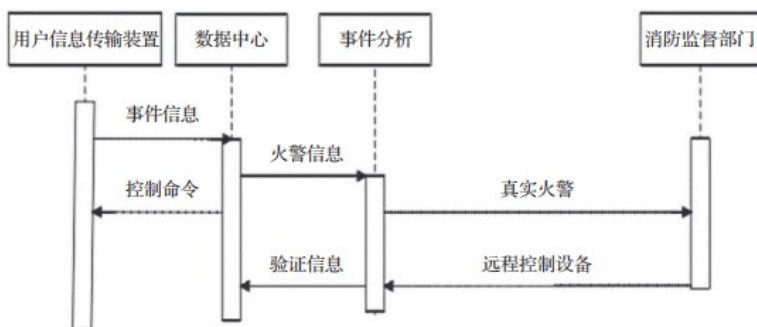 用户信息传输装置
数据中心
事件分析
消防监督部门
事件信息
火警信息
控制命令
真实火警
验证信息
远程控制设备